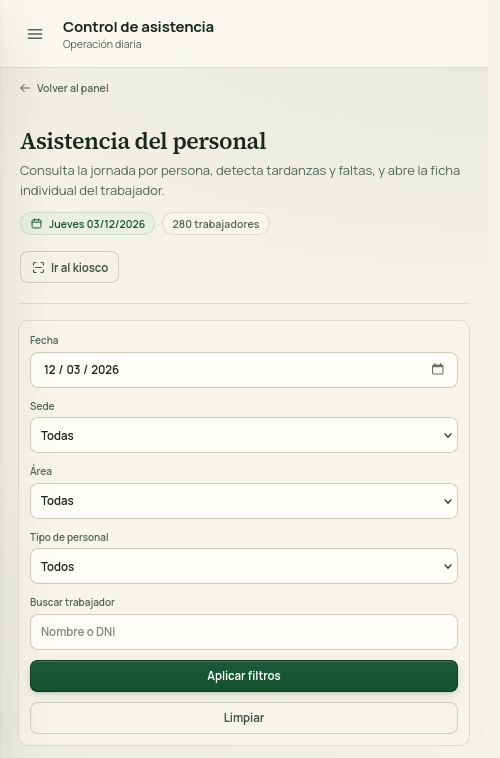 Control de asistencia
Operación diaria
Volver al panel
Asistencia del personal
Consulta la jornada por persona, detecta tardanzas y faltas, y abre la ficha
individual del trabajador.
Jueves 03/12/2026
280 trabajadores
Ir al kiosco
Fecha
12 / 03 / 2026
Sede
Todas
Área
Todas
Tipo de personal
Todos
Buscar trabajador
Nombre o DNI
Aplicar filtros
Limpiar